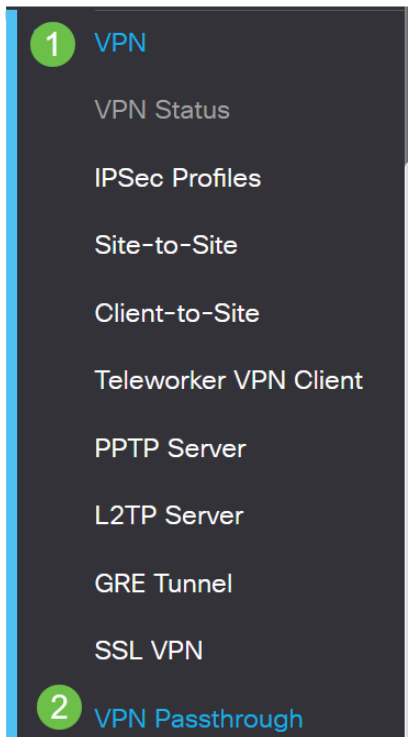 1 VPN
VPN Status
IPSec Profiles
Site-to-Site
Client-to-Site
Teleworker VPN Client
PPTP Server
L2TP Server
GRE Tunnel
SSL VPN
2 VPN Passthrough